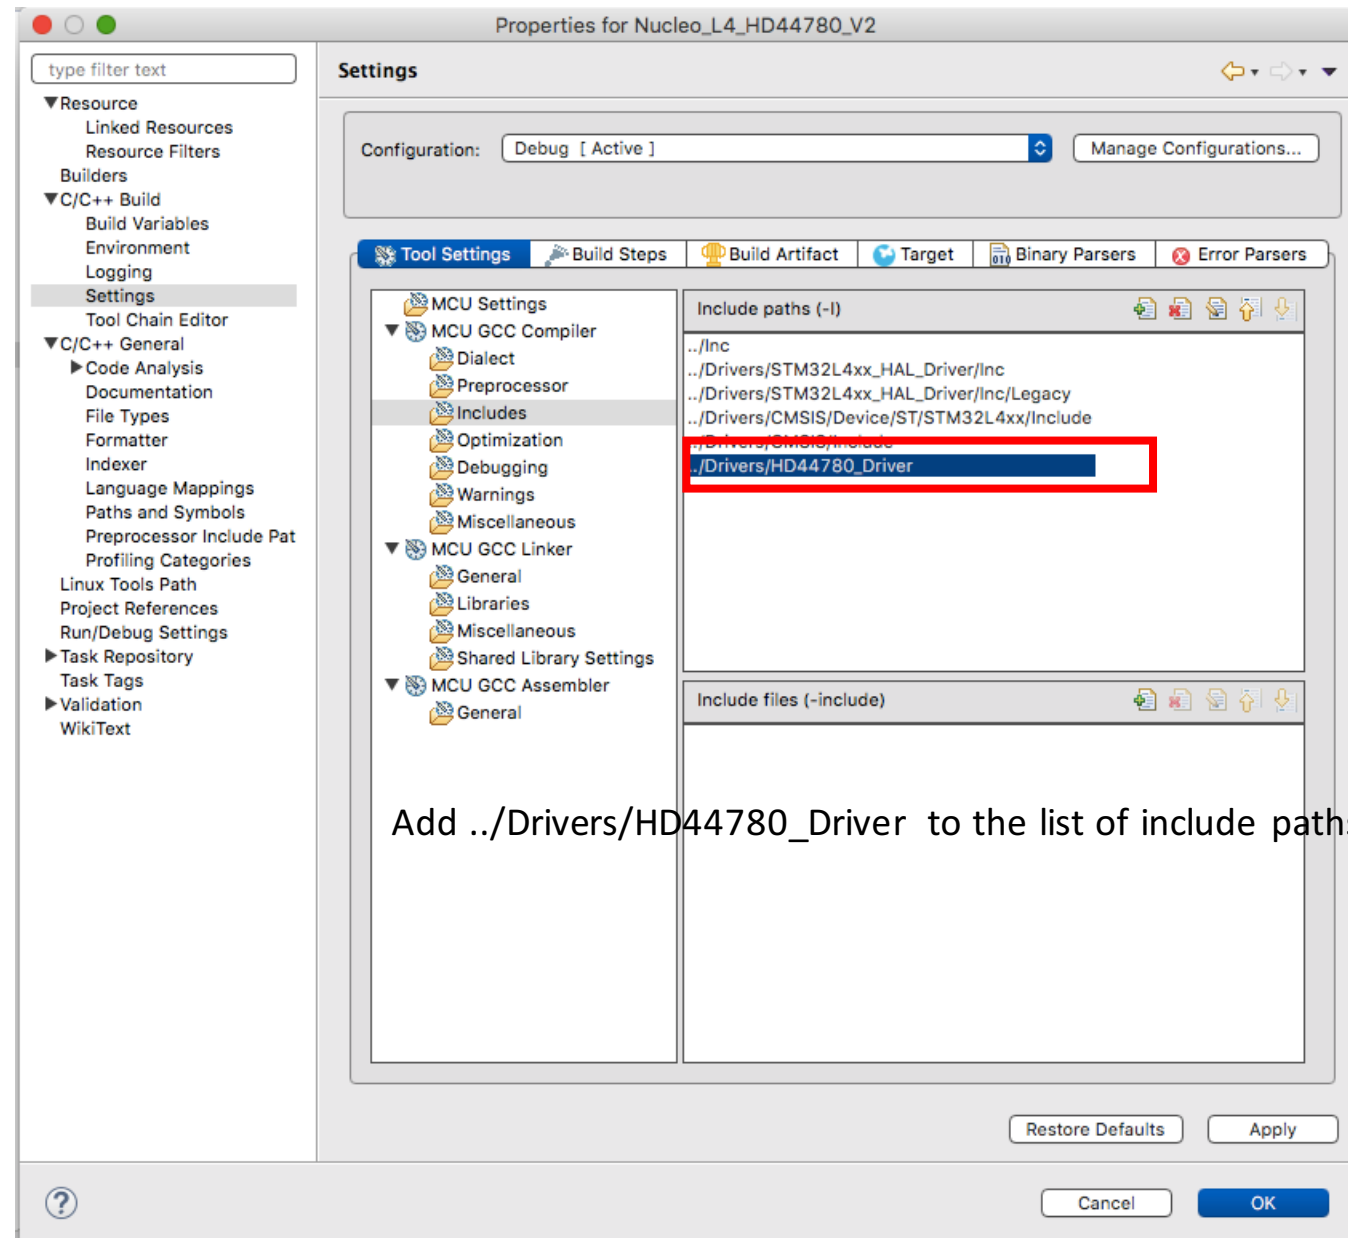 Properties for Nucleo_L4_HD44780_V2
type filter text
Resource
Linked Resources
Resource Filters
Builders
C/C++ Build
Build Variables
Environment
Logging
Settings
Tool Chain Editor
C/C++ General
Code Analysis
Documentation
File Types
Formatter
Indexer
Language Mappings
Paths and Symbols
Preprocessor Include Pat
Profiling Categories
Linux Tools Path
Project References
Run/Debug Settings
Task Repository
Task Tags
Validation
WikiText
Settings
Configuration: Debug [ Active ] Manage Configurations...
Tool Settings Build Steps Build Artifact Target Binary Parsers Error Parsers
MCU Settings
MCU GCC Compiler
Dialect
Preprocessor
Includes
Optimization
Debugging
Warnings
Miscellaneous
MCU GCC Linker
General
Libraries
Miscellaneous
Shared Library Settings
MCU GCC Assembler
General
Include paths (-I)
../Inc
../Drivers/STM32L4xx_HAL_Driver/Inc
../Drivers/STM32L4xx_HAL_Driver/Inc/Legacy
../Drivers/CMSIS/Device/ST/STM32L4xx/Include
../Drivers/CMSIS/Include
../Drivers/HD44780_Driver
Include files (-include)
Add ../Drivers/HD44780_Driver to the list of include paths
Restore Defaults Apply
? Cancel OK